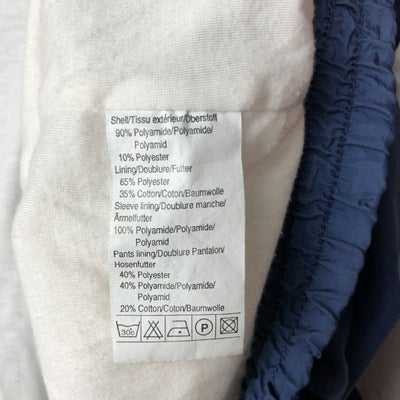 Shell/Tissu extérieur/Oberstoff
90% Polyamide/Polyamide/
Polyamid
10% Polyester
Lining/Doublure/Futter
65% Polyester
35% Cotton/Coton/Baumwolle
Sleeve lining/Doublure manche/
Ärmelfutter
100% Polyamide/Polyamide/
Polyamid
Pants lining/Doublure Pantalon/
Hosenfutter
40% Polyester
40% Polyamide/Polyamide/
Polyamid
20% Cotton/Coton/Baumwolle
30c P